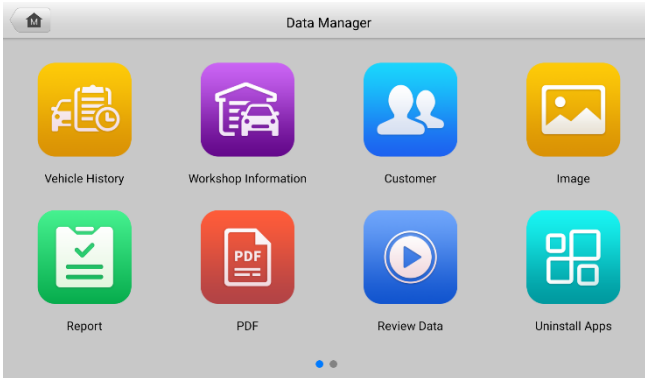 M
Data Manager
Vehicle History
Workshop Information
Customer
Image
PDF
Report
PDF
Review Data
Uninstall Apps